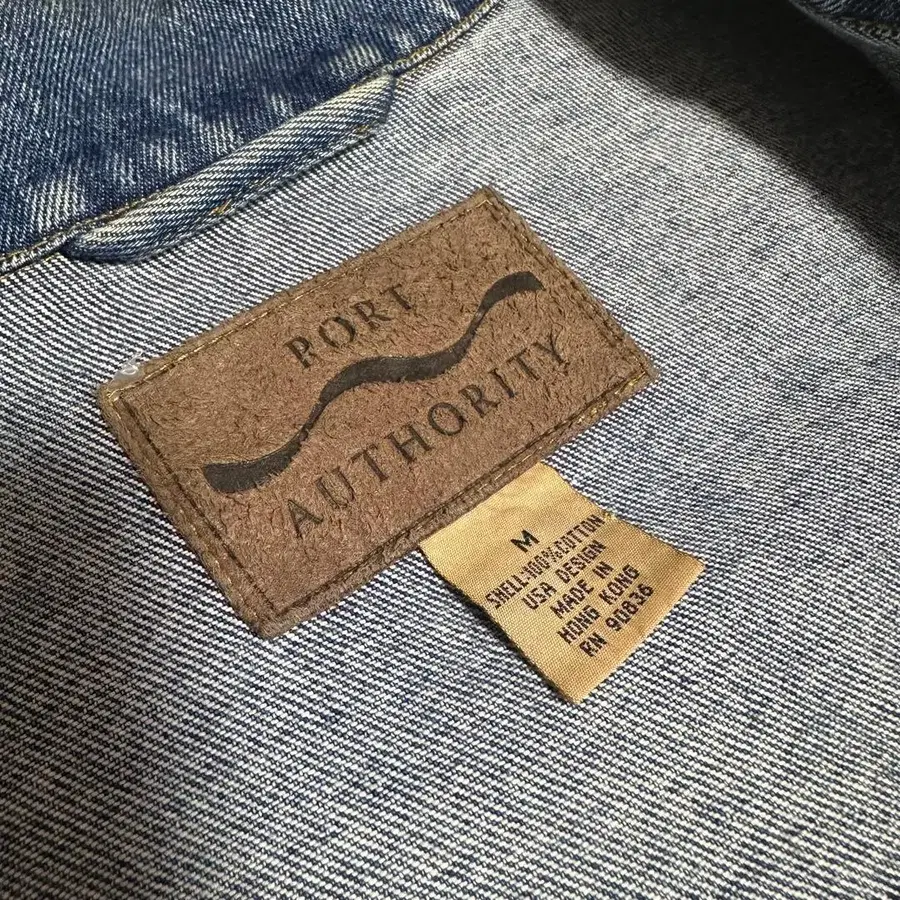 PORT
AUTHORITY
M
SHELL-100%COTTON
USA DESIGN
MADE IN
HONG KONG
RN 90836